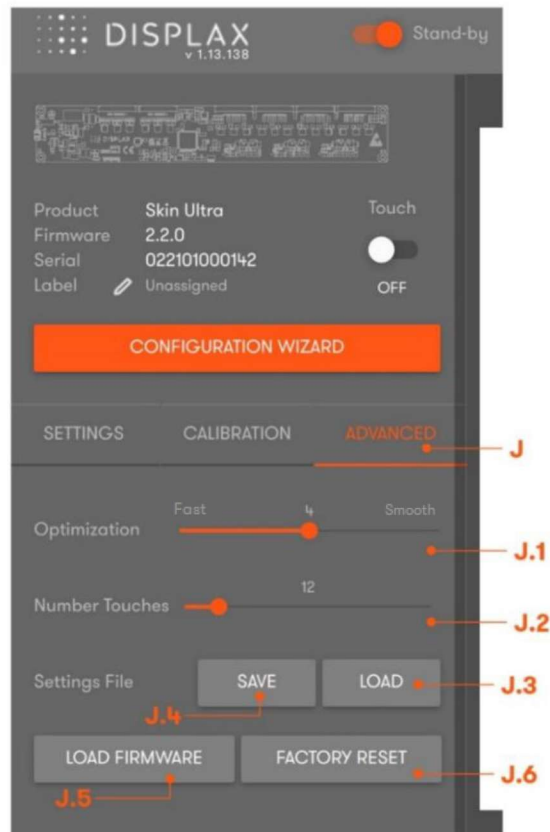 DISPLAX
v 1.13.138
Stand-by
Product Skin Ultra
Touch
Firmware 2.2.0
Serial 022101000142
Label Unassigned
OFF
CONFIGURATION WIZARD
SETTINGS CALIBRATION ADVANCED
J
Fast 4 Smooth
Optimization
J.1
12
Number Touches
J.2
Settings File SAVE LOAD
J.3
J.4
LOAD FIRMWARE FACTORY RESET
J.5
J.6